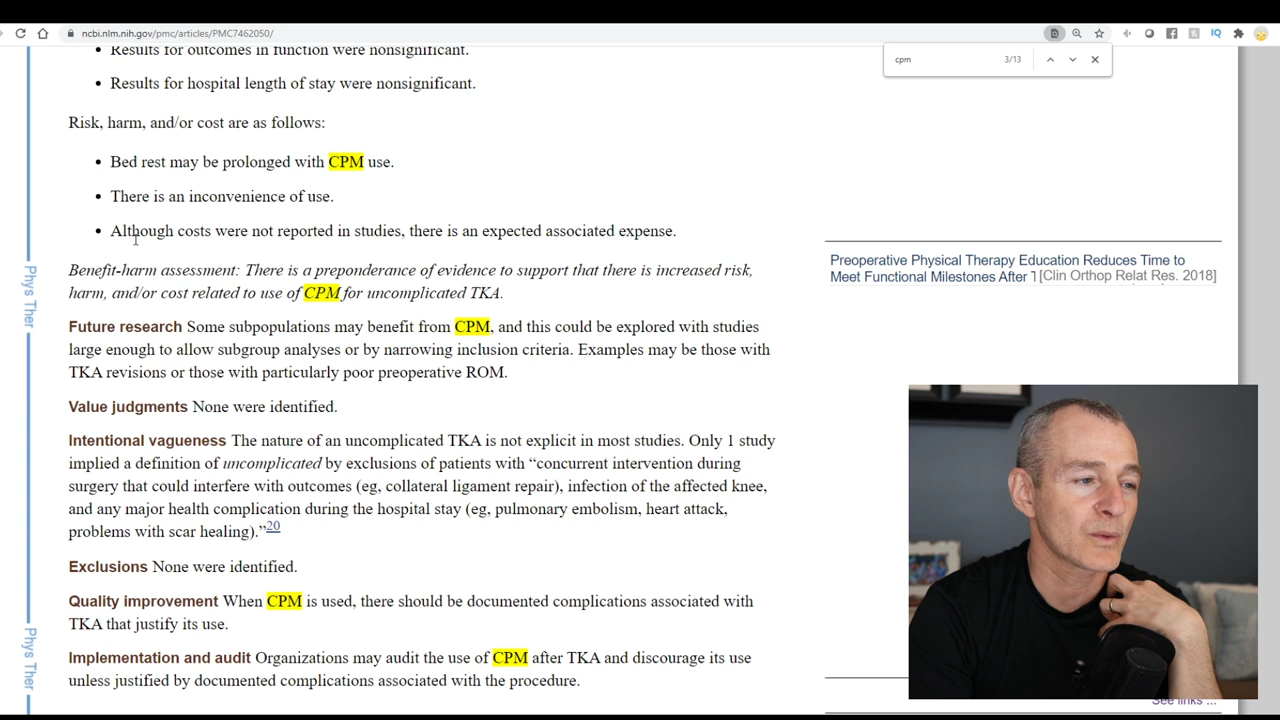 ncbi.nlm.nih.gov/pmc/articles/PMC7462050/
cpm 3/13
• Results for outcomes in function were nonsignificant.
• Results for hospital length of stay were nonsignificant.
Risk, harm, and/or cost are as follows:
• Bed rest may be prolonged with CPM use.
• There is an inconvenience of use.
• Although costs were not reported in studies, there is an expected associated expense.
Benefit-harm assessment: There is a preponderance of evidence to support that there is increased risk,
harm, and/or cost related to use of CPM for uncomplicated TKA.
Future research Some subpopulations may benefit from CPM, and this could be explored with studies
large enough to allow subgroup analyses or by narrowing inclusion criteria. Examples may be those with
TKA revisions or those with particularly poor preoperative ROM.
Value judgments None were identified.
Intentional vagueness The nature of an uncomplicated TKA is not explicit in most studies. Only 1 study
implied a definition of uncomplicated by exclusions of patients with “concurrent intervention during
surgery that could interfere with outcomes (eg, collateral ligament repair), infection of the affected knee,
and any major health complication during the hospital stay (eg, pulmonary embolism, heart attack,
problems with scar healing).”20
Exclusions None were identified.
Quality improvement When CPM is used, there should be documented complications associated with
TKA that justify its use.
Implementation and audit Organizations may audit the use of CPM after TKA and discourage its use
unless justified by documented complications associated with the procedure.
Phys Ther
Phys Ther
Preoperative Physical Therapy Education Reduces Time to
Meet Functional Milestones After [Clin Orthop Relat Res. 2018]
See links ...